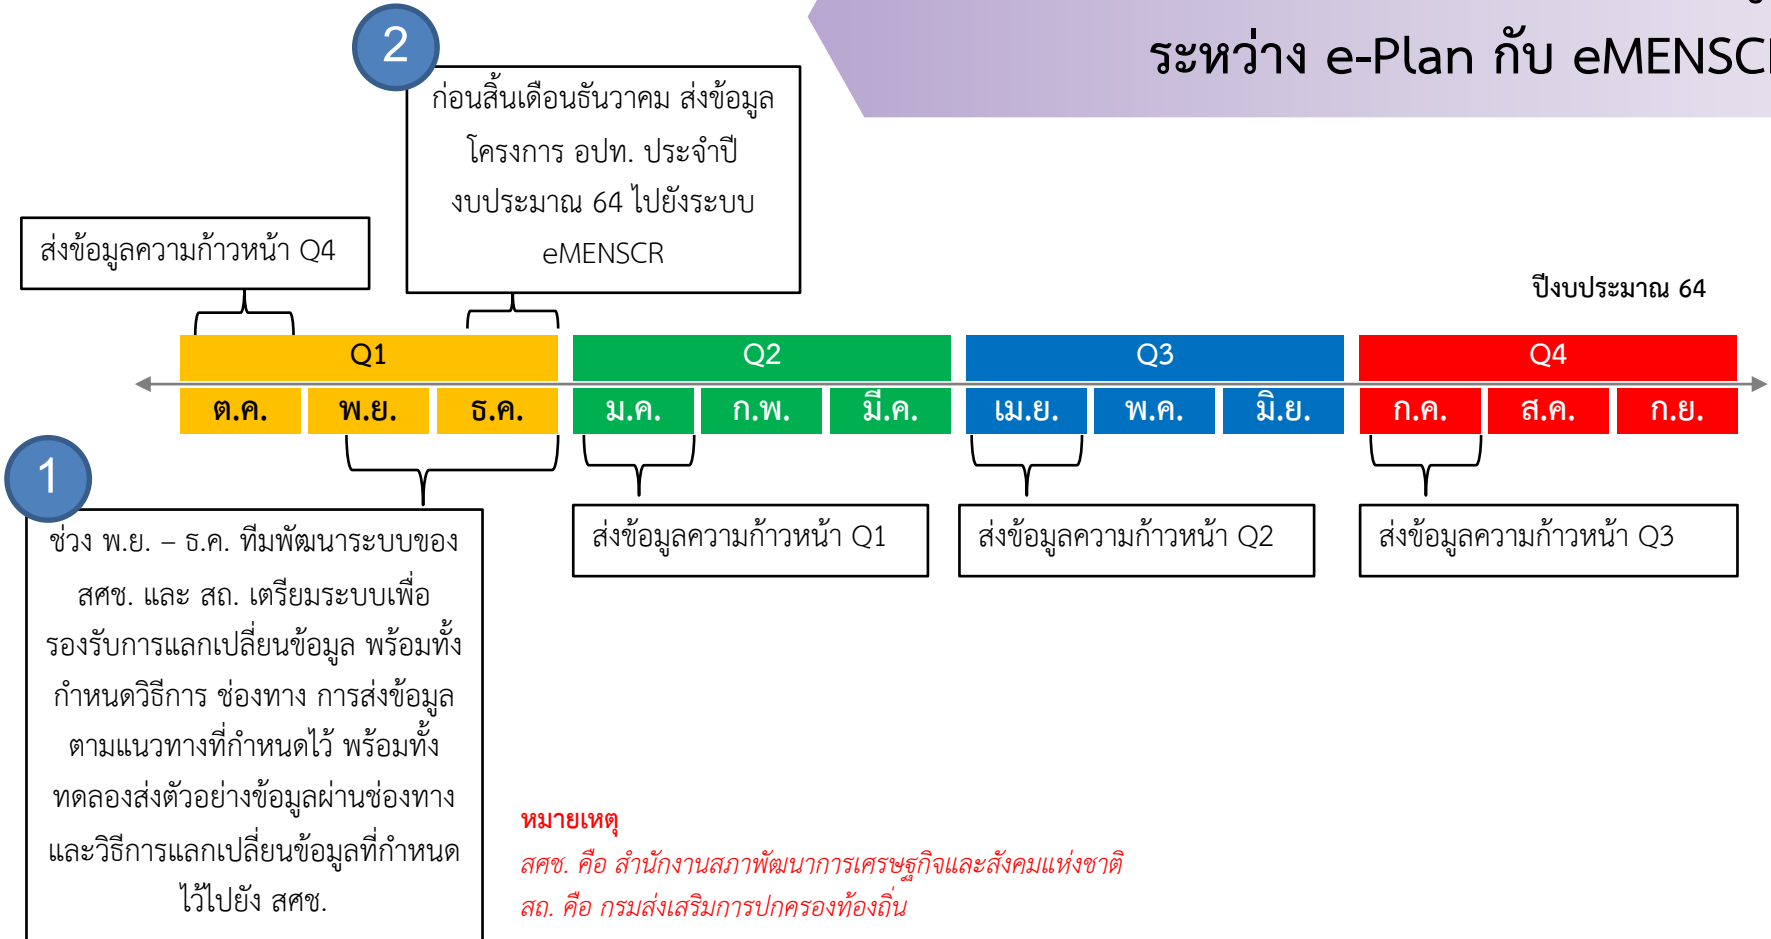 ระหว่าง e-Plan กับ eMENSCR
2
ก่อนสิ้นเดือนธันวาคม ส่งข้อมูล
โครงการ อปท. ประจำปี
งบประมาณ 64 ไปยังระบบ
eMENSCR
ส่งข้อมูลความก้าวหน้า Q4
ปีงบประมาณ 64
Q1 Q2 Q3 Q4
ต.ค. พ.ย. ธ.ค. ม.ค. ก.พ. มี.ค. เม.ย. พ.ค. มิ.ย. ก.ค. ส.ค. ก.ย.
1
ช่วง พ.ย. – ธ.ค. ทีมพัฒนาระบบของ
สศช. และ สถ. เตรียมระบบเพื่อ
รองรับการแลกเปลี่ยนข้อมูล พร้อมทั้ง
กำหนดวิธีการ ช่องทาง การส่งข้อมูล
ตามแนวทางที่กำหนดไว้ พร้อมทั้ง
ทดลองส่งตัวอย่างข้อมูลผ่านช่องทาง
และวิธีการแลกเปลี่ยนข้อมูลที่กำหนด
ไว้ไปยัง สศช.
ส่งข้อมูลความก้าวหน้า Q1
ส่งข้อมูลความก้าวหน้า Q2
ส่งข้อมูลความก้าวหน้า Q3
หมายเหตุ
สศช. คือ สำนักงานสภาพัฒนาการเศรษฐกิจและสังคมแห่งชาติ
สถ. คือ กรมส่งเสริมการปกครองท้องถิ่น